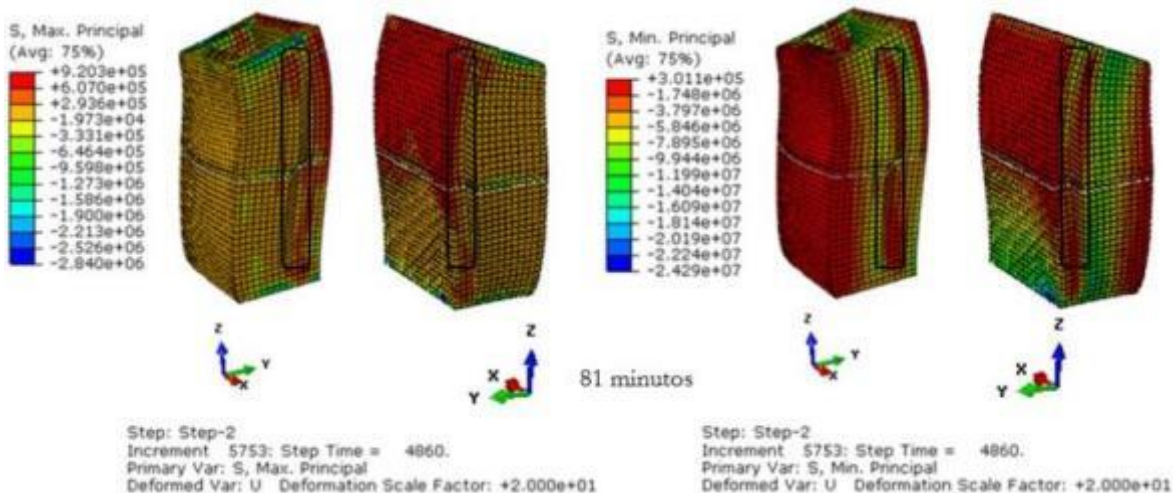 S, Max. Principal
(Avg: 75%)
+9.203e+05
+6.070e+05
+2.936e+05
-1.973e+04
-3.331e+05
-6.464e+05
-9.598e+05
-1.273e+06
-1.586e+06
-1.900e+06
-2.213e+06
-2.526e+06
-2.840e+06
Z
Y
X
Z
X
Y
S, Min. Principal
(Avg: 75%)
+3.011e+05
-1.748e+06
-3.797e+06
-5.846e+06
-7.895e+06
-9.944e+06
-1.199e+07
-1.404e+07
-1.609e+07
-1.814e+07
-2.019e+07
-2.224e+07
-2.429e+07
Z
Y
X
Z
X
Y
81 minutos
Step: Step-2
Increment 5753: Step Time = 4860.
Primary Var: S, Max. Principal
Deformed Var: U Deformation Scale Factor: +2.000e+01
Step: Step-2
Increment 5753: Step Time = 4860.
Primary Var: S, Min. Principal
Deformed Var: U Deformation Scale Factor: +2.000e+01